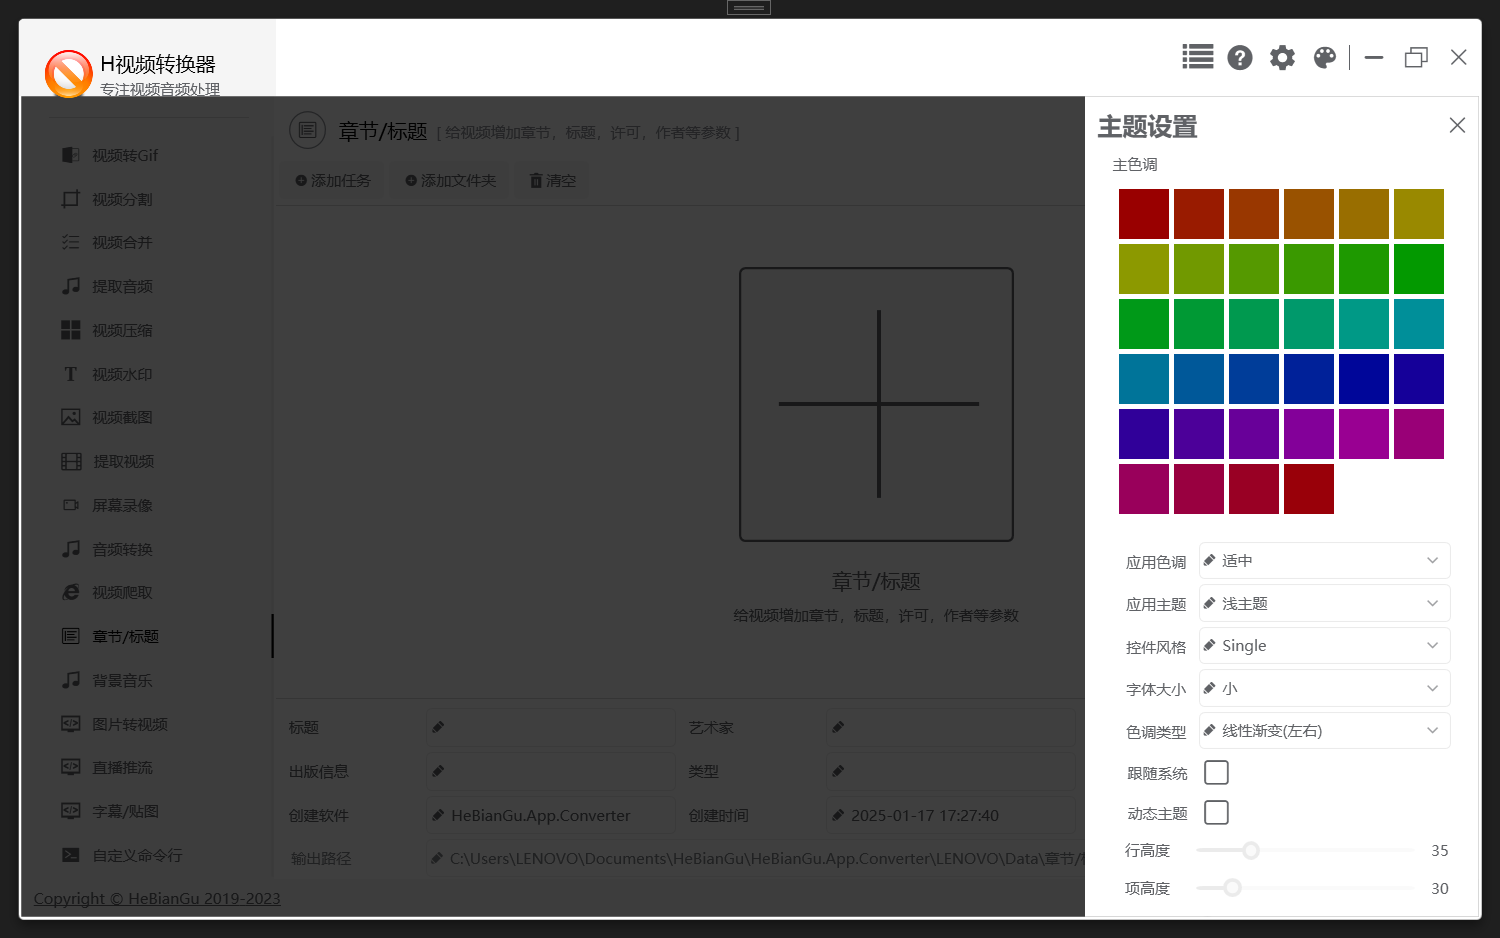 H视频转换器
专注视频音频处理
视频转Gif
视频分割
视频合并
提取音频
视频压缩
视频水印
视频截图
提取视频
屏幕录像
音频转换
视频爬取
章节/标题
背景音乐
图片转视频
直播推流
字幕/贴图
自定义命令行
Copyright © HeBianGu 2019-2023
章节/标题 [ 给视频增加章节，标题，许可，作者等参数 ]
添加任务 添加文件夹 清空
章节/标题
给视频增加章节，标题，许可，作者等参数
标题 艺术家
出版信息 类型
创建软件 HeBianGu.App.Converter 创建时间 2025-01-17 17:27:40
输出路径 C:\Users\LENOVO\Documents\HeBianGu\HeBianGu.App.Converter\LENOVO\Data\章节/
主题设置
主色调
应用色调 适中
应用主题 浅主题
控件风格 Single
字体大小 小
色调类型 线性渐变(左右)
跟随系统
动态主题
行高度 35
项高度 30